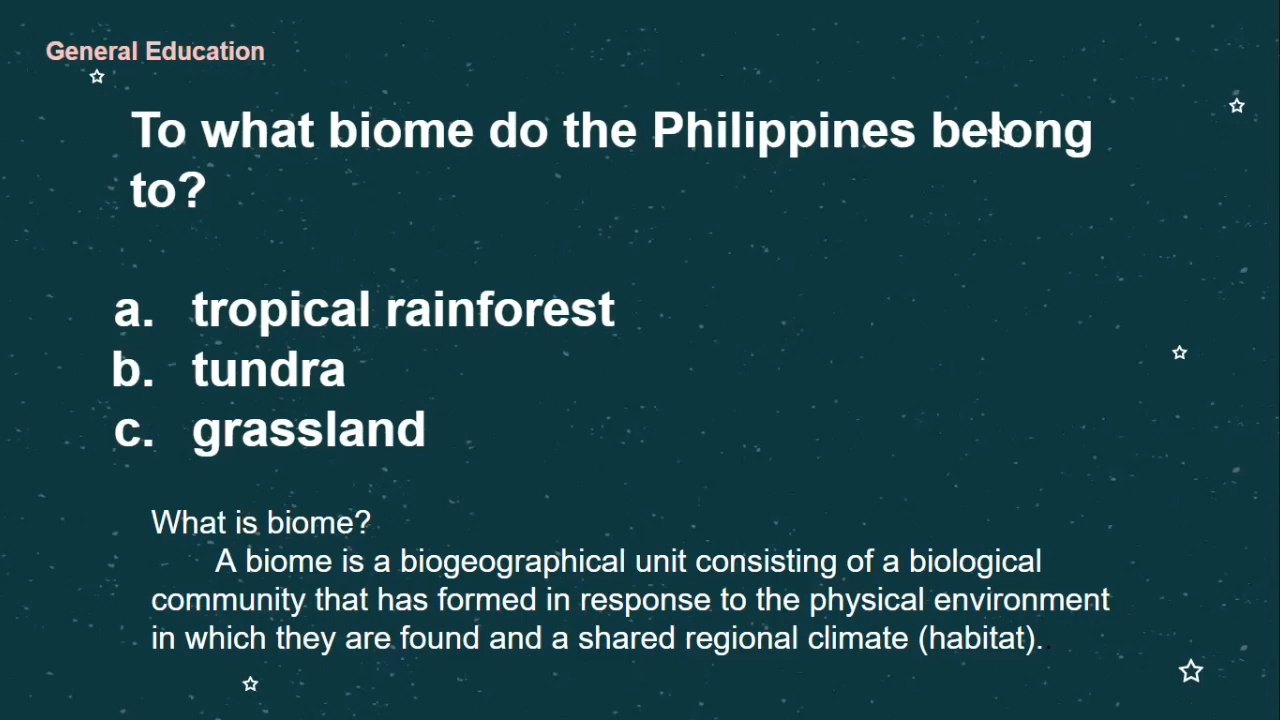 General Education
To what biome do the Philippines belong
to?
a. tropical rainforest
b. tundra
c. grassland
What is biome?
A biome is a biogeographical unit consisting of a biological
community that has formed in response to the physical environment
in which they are found and a shared regional climate (habitat).